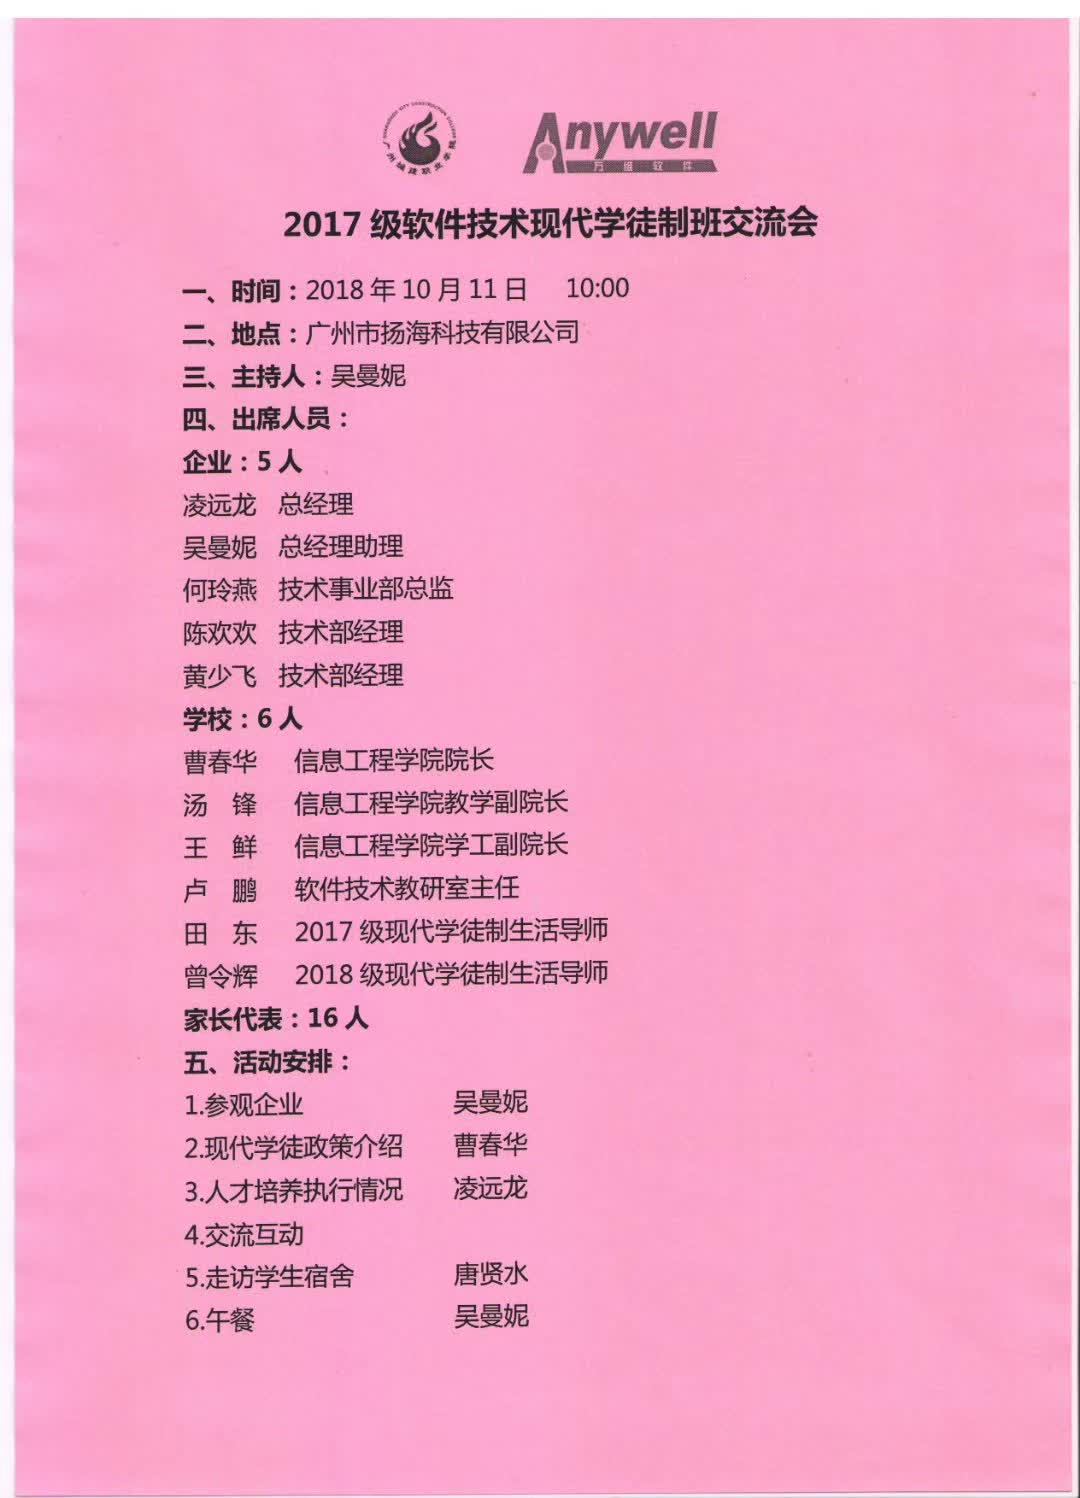 GUANGZHOU CITY CONSTRUCTION COLLEGE
广州城建职业学院
Anywell
万维软件
2017 级软件技术现代学徒制班交流会
一、时间：2018 年 10 月 11 日 10:00
二、地点：广州市扬海科技有限公司
三、主持人：吴曼妮
四、出席人员：
企业：5 人
凌远龙 总经理
吴曼妮 总经理助理
何玲燕 技术事业部总监
陈欢欢 技术部经理
黄少飞 技术部经理
学校：6 人
曹春华 信息工程学院院长
汤 锋 信息工程学院教学副院长
王 鲜 信息工程学院学工副院长
卢 鹏 软件技术教研室主任
田 东 2017 级现代学徒制生活导师
曾令辉 2018 级现代学徒制生活导师
家长代表：16 人
五、活动安排：
1.参观企业 吴曼妮
2.现代学徒政策介绍 曹春华
3.人才培养执行情况 凌远龙
4.交流互动
5.走访学生宿舍 唐贤水
6.午餐 吴曼妮